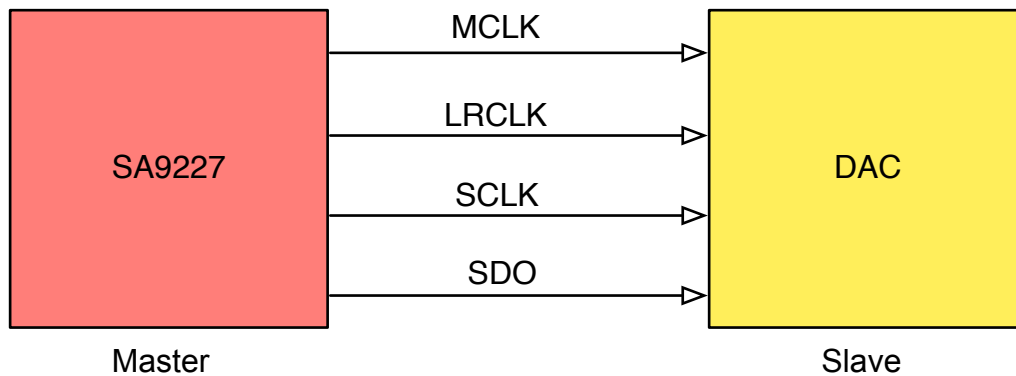 MCLK
LRCLK
SA9227
DAC
SCLK
SDO
Master
Slave